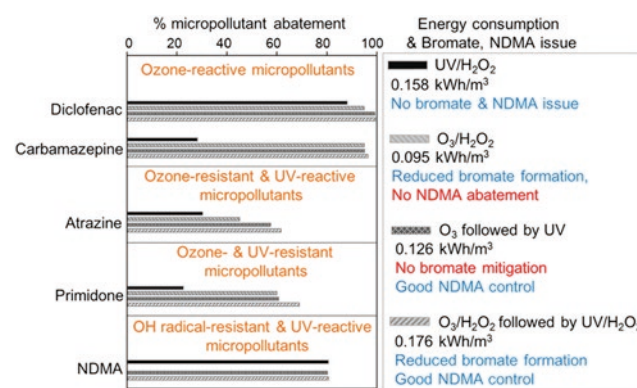 % micropollutant abatement
0 20 40 60 80 100
Ozone-reactive micropollutants
Diclofenac
Carbamazepine
Ozone-resistant & UV-reactive
micropollutants
Atrazine
Ozone- & UV-resistant
micropollutants
Primidone
OH radical-resistant & UV-reactive
micropollutants
NDMA
Energy consumption
& Bromate, NDMA issue
UV/H₂O₂
0.158 kWh/m³
No bromate & NDMA issue
O₃/H₂O₂
0.095 kWh/m³
Reduced bromate formation,
No NDMA abatement
O₃ followed by UV
0.126 kWh/m³
No bromate mitigation
Good NDMA control
O₃/H₂O₂ followed by UV/H₂O₂
0.176 kWh/m³
Reduced bromate formation
Good NDMA control